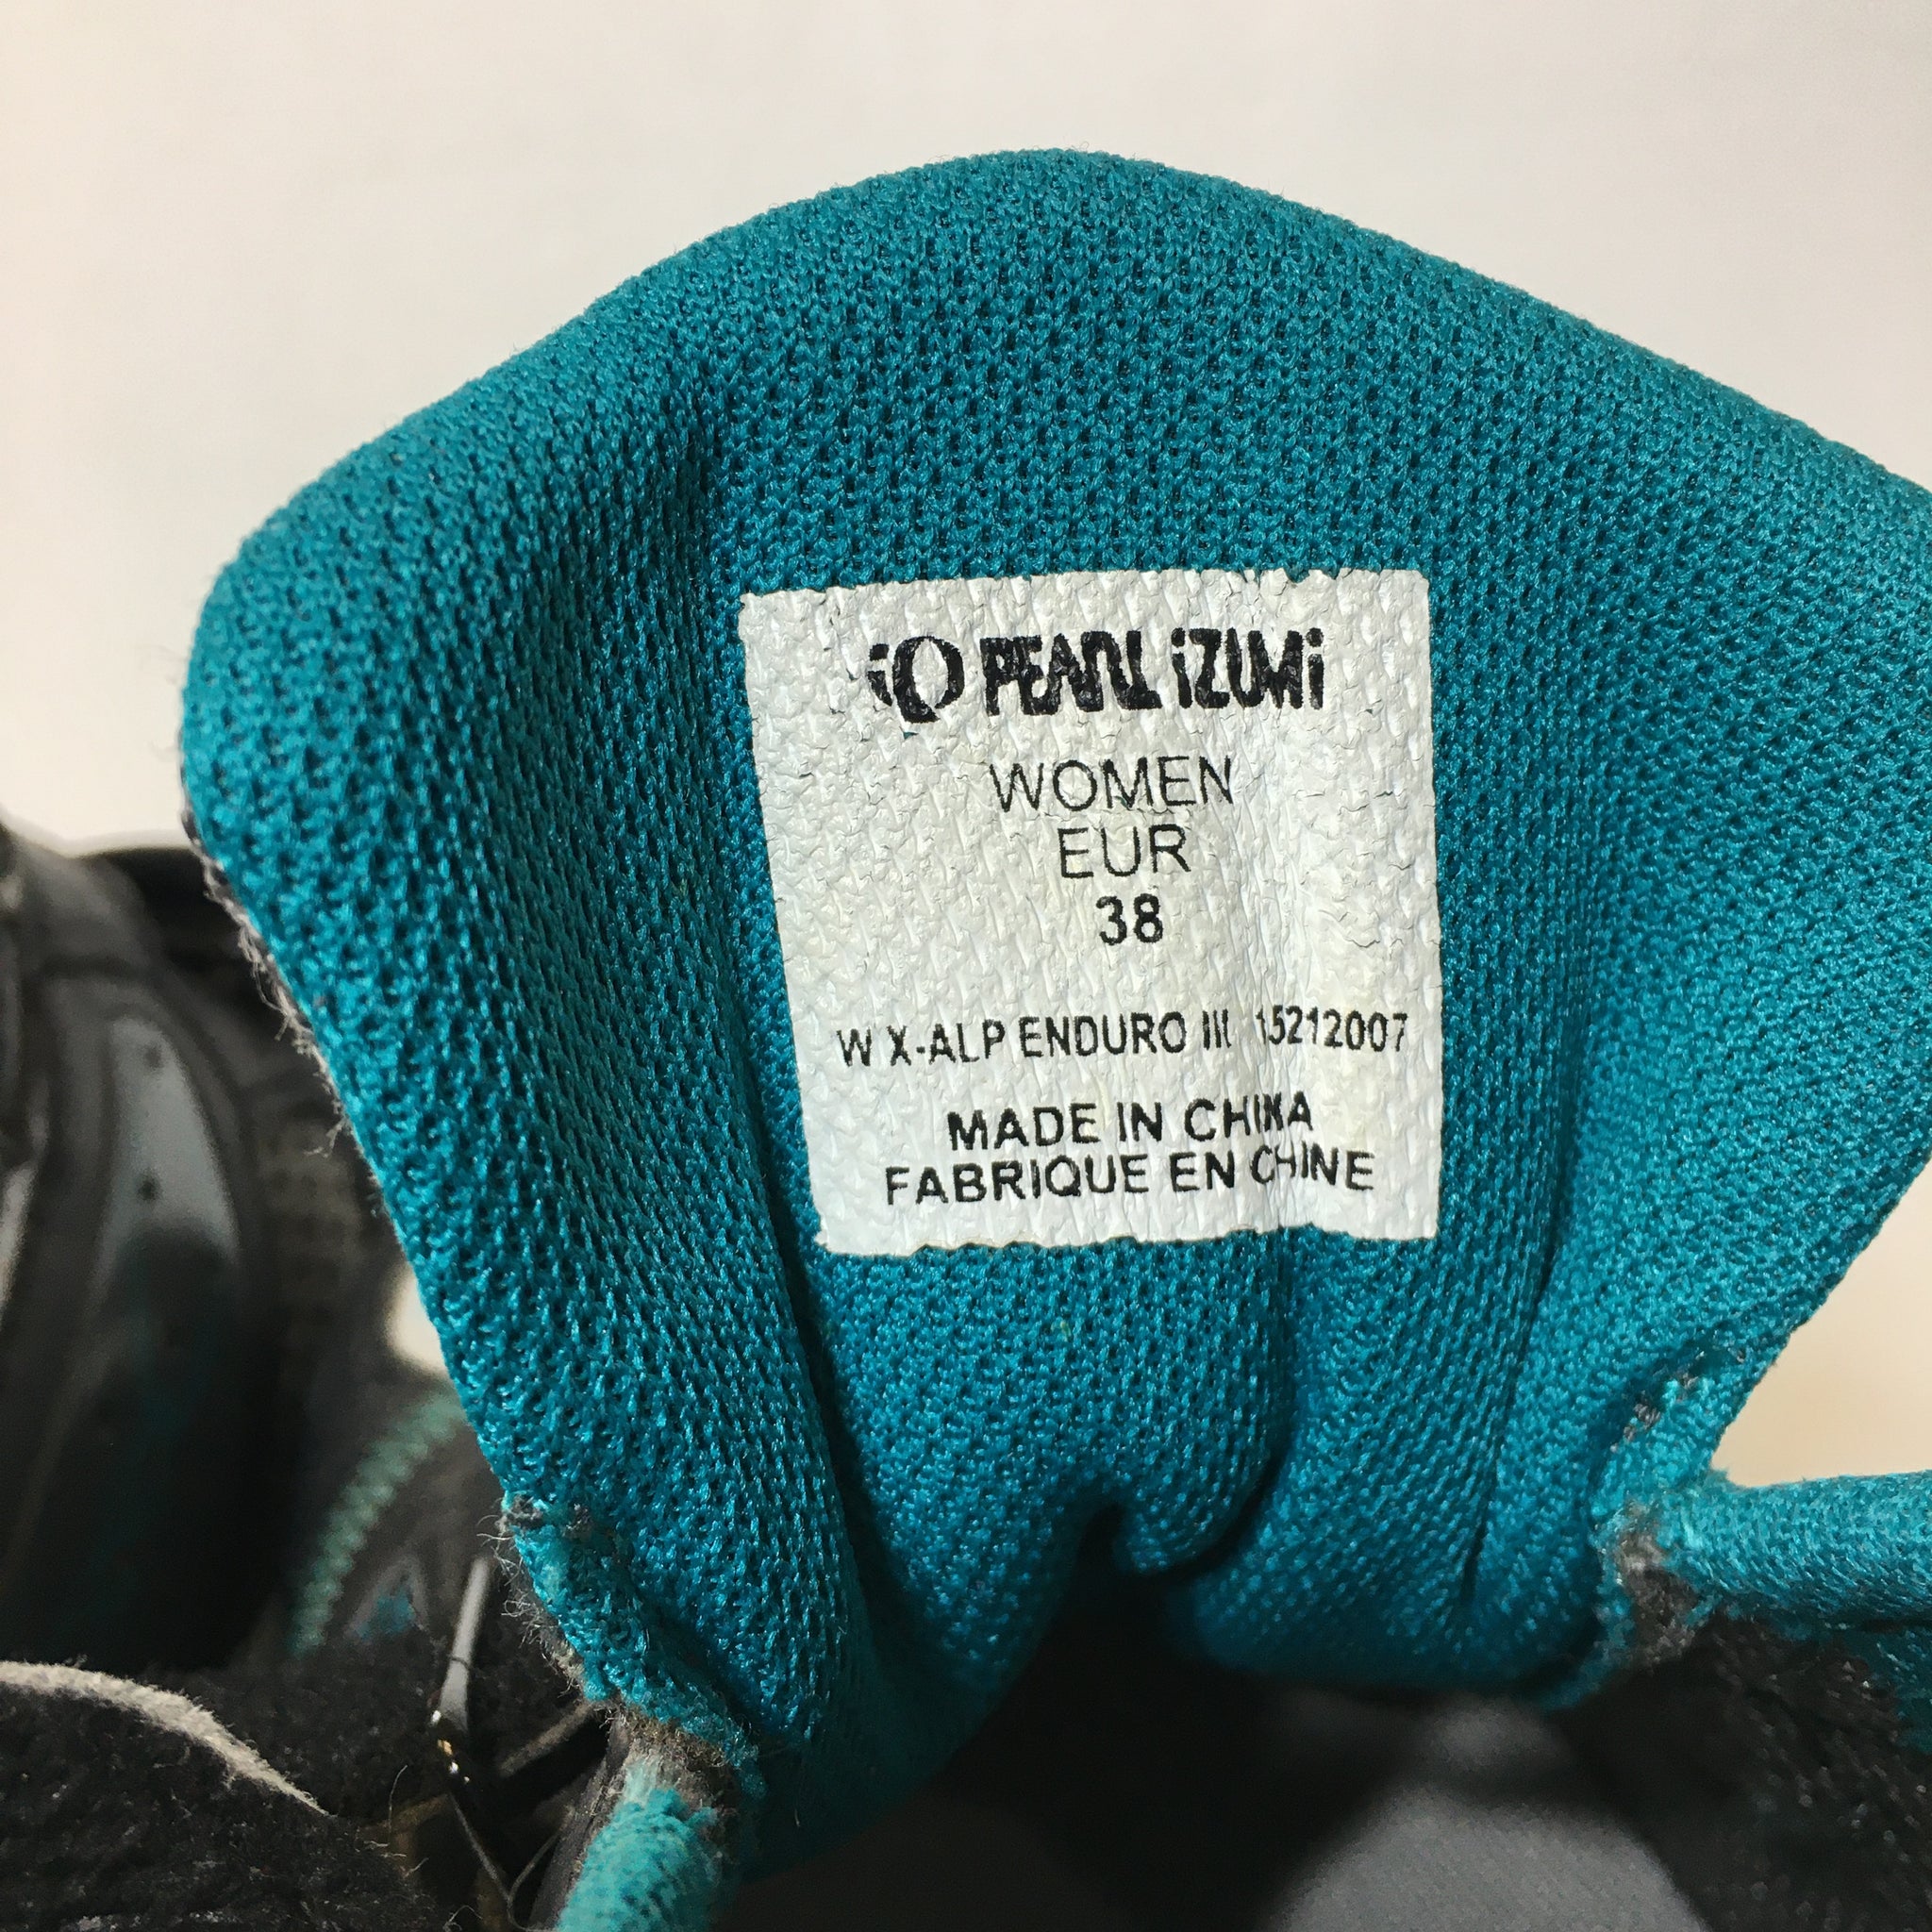 PEARL iZUMi
WOMEN
EUR
38
W X-ALP ENDURO III 15212007
MADE IN CHINA
FABRIQUE EN CHINE